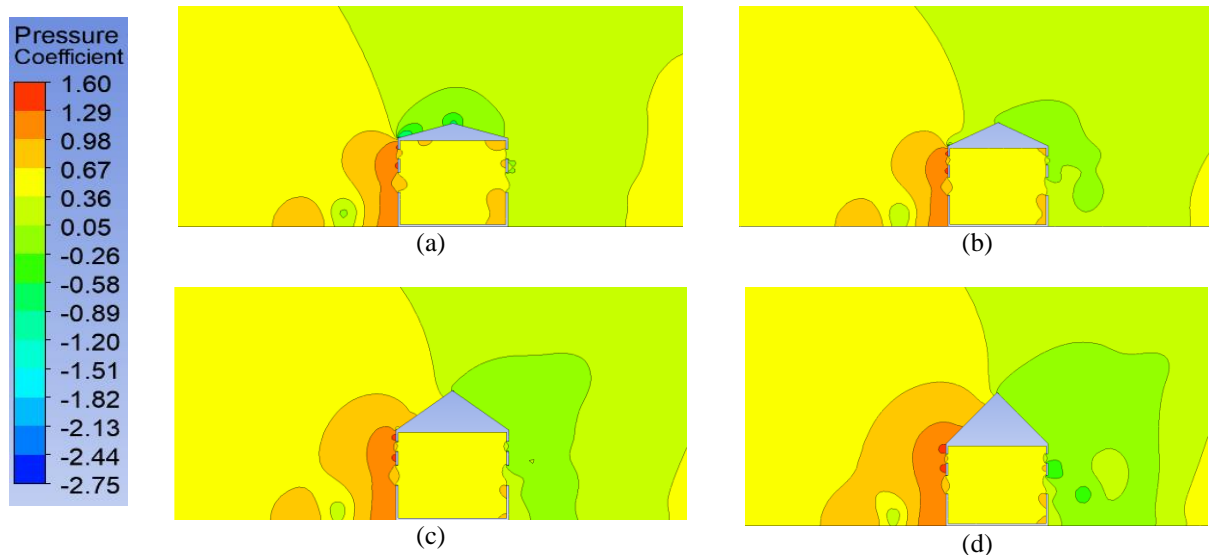 Pressure
Coefficient
1.60
1.29
0.98
0.67
0.36
0.05
-0.26
-0.58
-0.89
-1.20
-1.51
-1.82
-2.13
-2.44
-2.75
(a)
(b)
(c)
(d)